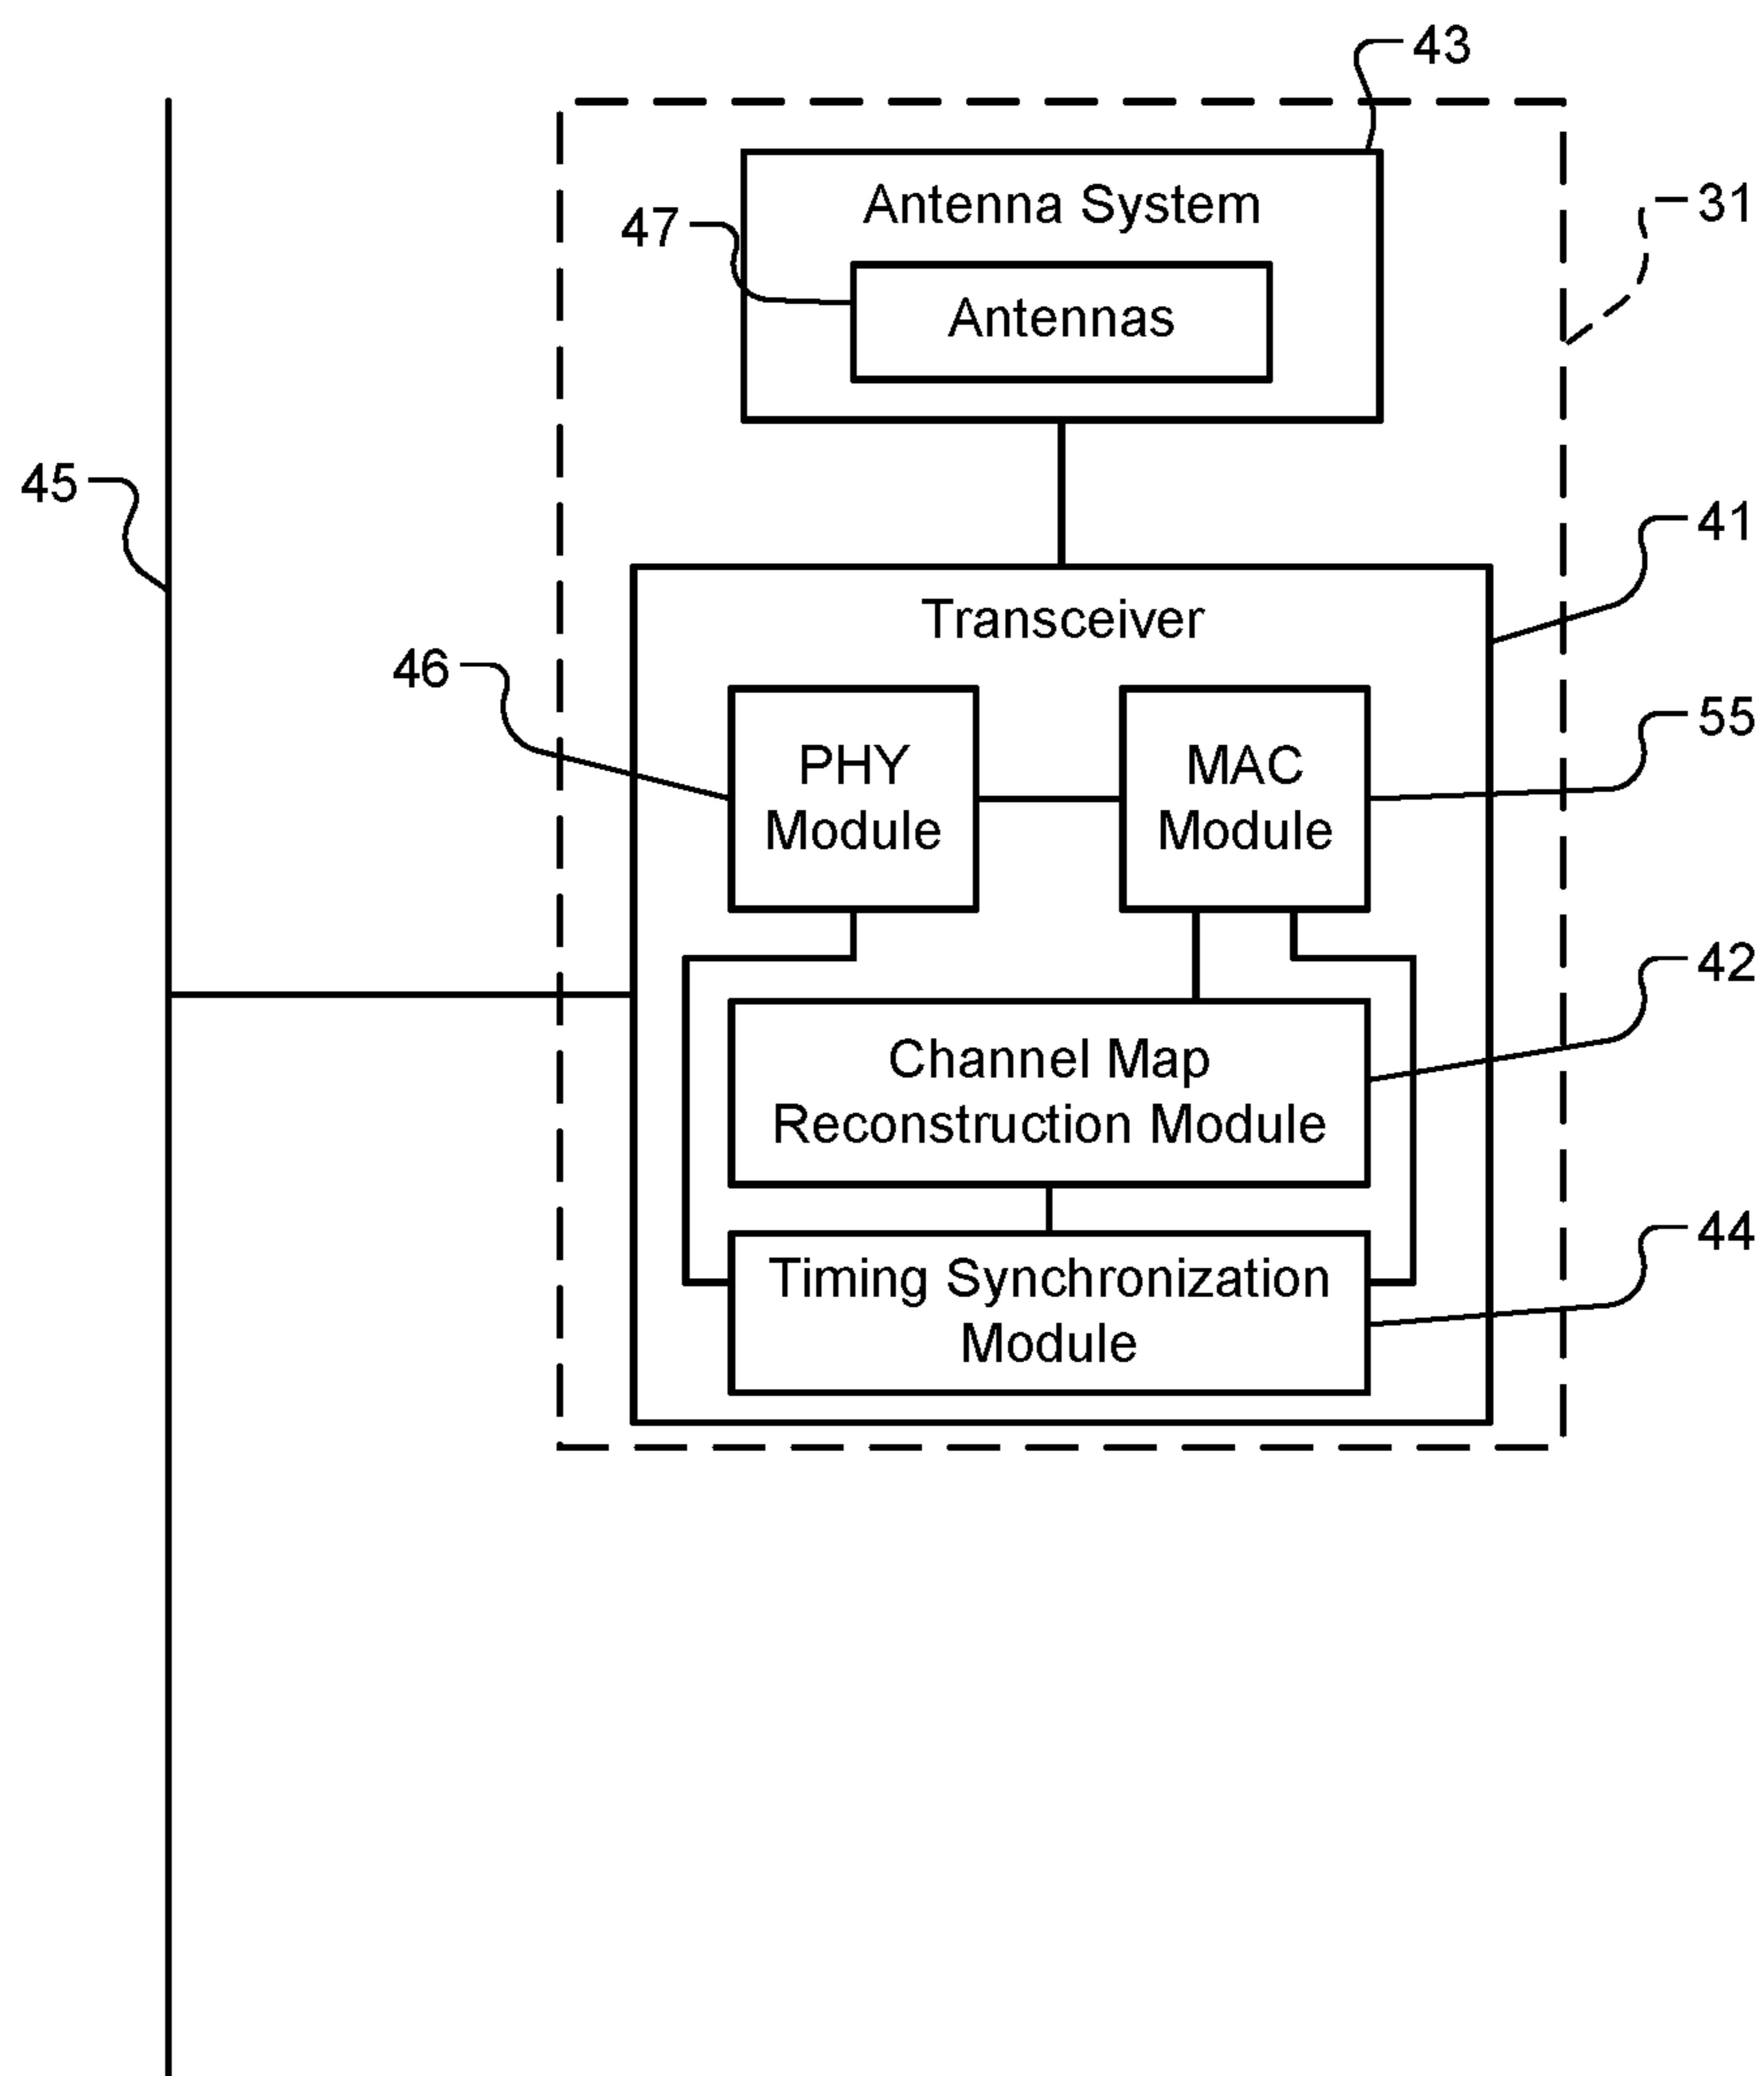 43
Antenna System
31
47
Antennas
45
41
Transceiver
46
55
PHY
Module
MAC
Module
42
Channel Map
Reconstruction Module
44
Timing Synchronization
Module